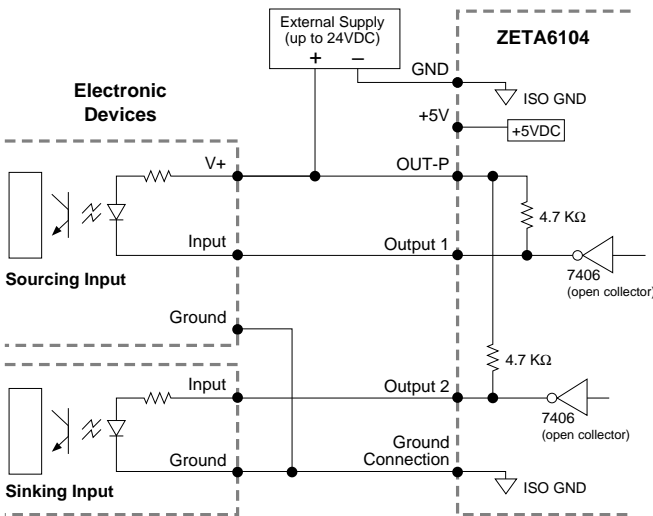 External Supply
(up to 24VDC)
+ −
ZETA6104
GND
ISO GND
Electronic
Devices
+5V
+5VDC
V+
OUT-P
4.7 KΩ
Input
Output 1
7406
(open collector)
Sourcing Input
Ground
4.7 KΩ
Input
Output 2
7406
(open collector)
Ground
Ground
Connection
ISO GND
Sinking Input